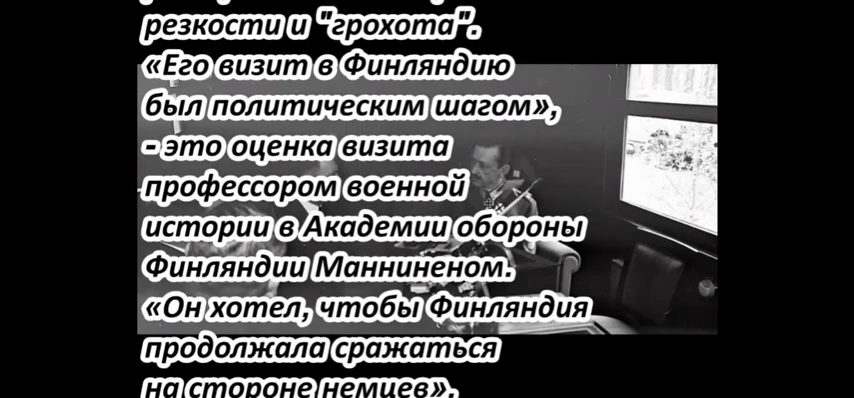 резкости и "грохота".
«Его визит в Финляндию
был политическим шагом»,
- это оценка визита
профессором военной
истории в Академии обороны
Финляндии Манниненом.
«Он хотел, чтобы Финляндия
продолжала сражаться
на стороне немцев».